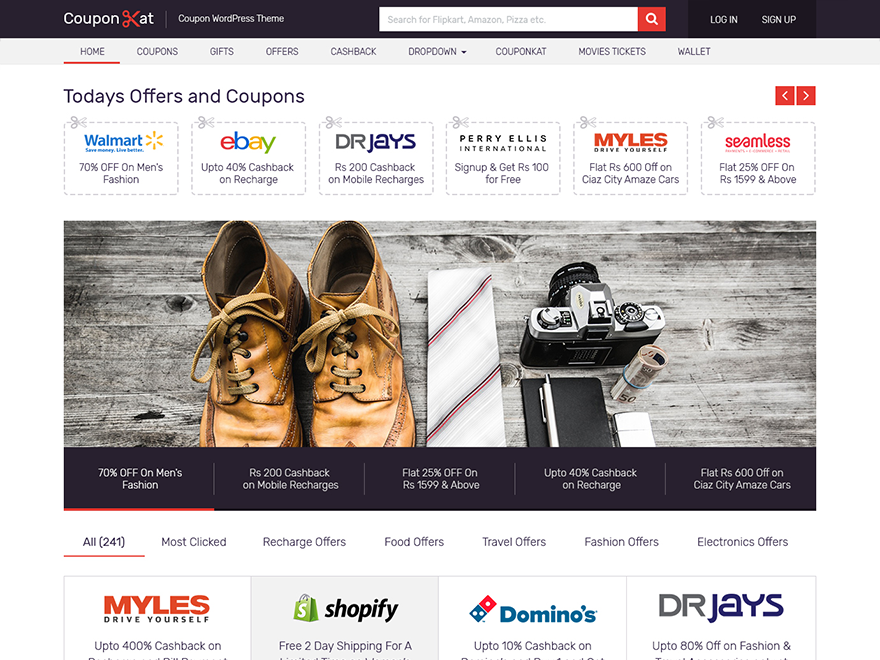 Coupon at
Coupon WordPress Theme
Search for Flipkart, Amazon, Pizza etc.
LOG IN
SIGN UP
HOME
COUPONS
GIFTS
OFFERS
CASHBACK
DROPDOWN
COUPONKAT
MOVIES TICKETS
WALLET
Todays Offers and Coupons
Walmart
Save money. Live better.
70% OFF On Men's
Fashion
ebay
Upto 40% Cashback
on Recharge
DRJAYS
Rs 200 Cashback
on Mobile Recharges
PERRY ELLIS
INTERNATIONAL
Signup & Get Rs 100
for Free
MYLES
DRIVE YOURSELF
Flat Rs 600 Off on
Ciaz City Amaze Cars
seamless
Flat 25% OFF On
Rs 1599 & Above
50
70% OFF On Men's
Fashion
Rs 200 Cashback
on Mobile Recharges
Flat 25% OFF On
Rs 1599 & Above
Upto 40% Cashback
on Recharge
Flat Rs 600 Off on
Ciaz City Amaze Cars
All (241)
Most Clicked
Recharge Offers
Food Offers
Travel Offers
Fashion Offers
Electronics Offers
MYLES
DRIVE YOURSELF
Upto 400% Cashback on
shopify
Free 2 Day Shipping For A
Domino's
Upto 10% Cashback on
DRJAYS
Upto 80% Off on Fashion &